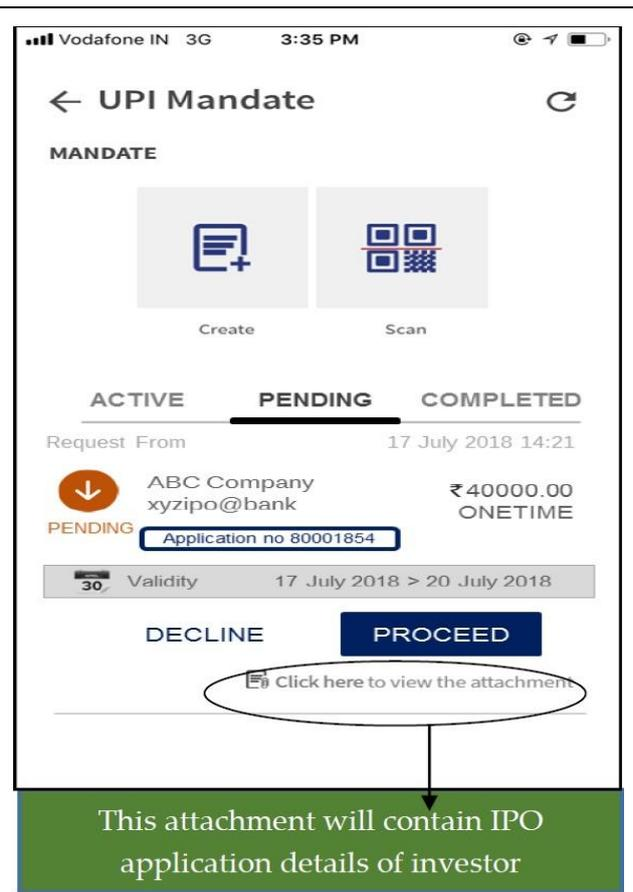 Vodafone IN 3G 3:35 PM
← UPI Mandate
MANDATE
Create Scan
ACTIVE PENDING COMPLETED
Request From 17 July 2018 14:21
ABC Company ₹40000.00
xyzipo@bank ONETIME
PENDING
Application no 80001854
30 Validity 17 July 2018 > 20 July 2018
DECLINE PROCEED
Click here to view the attachment
This attachment will contain IPO
application details of investor